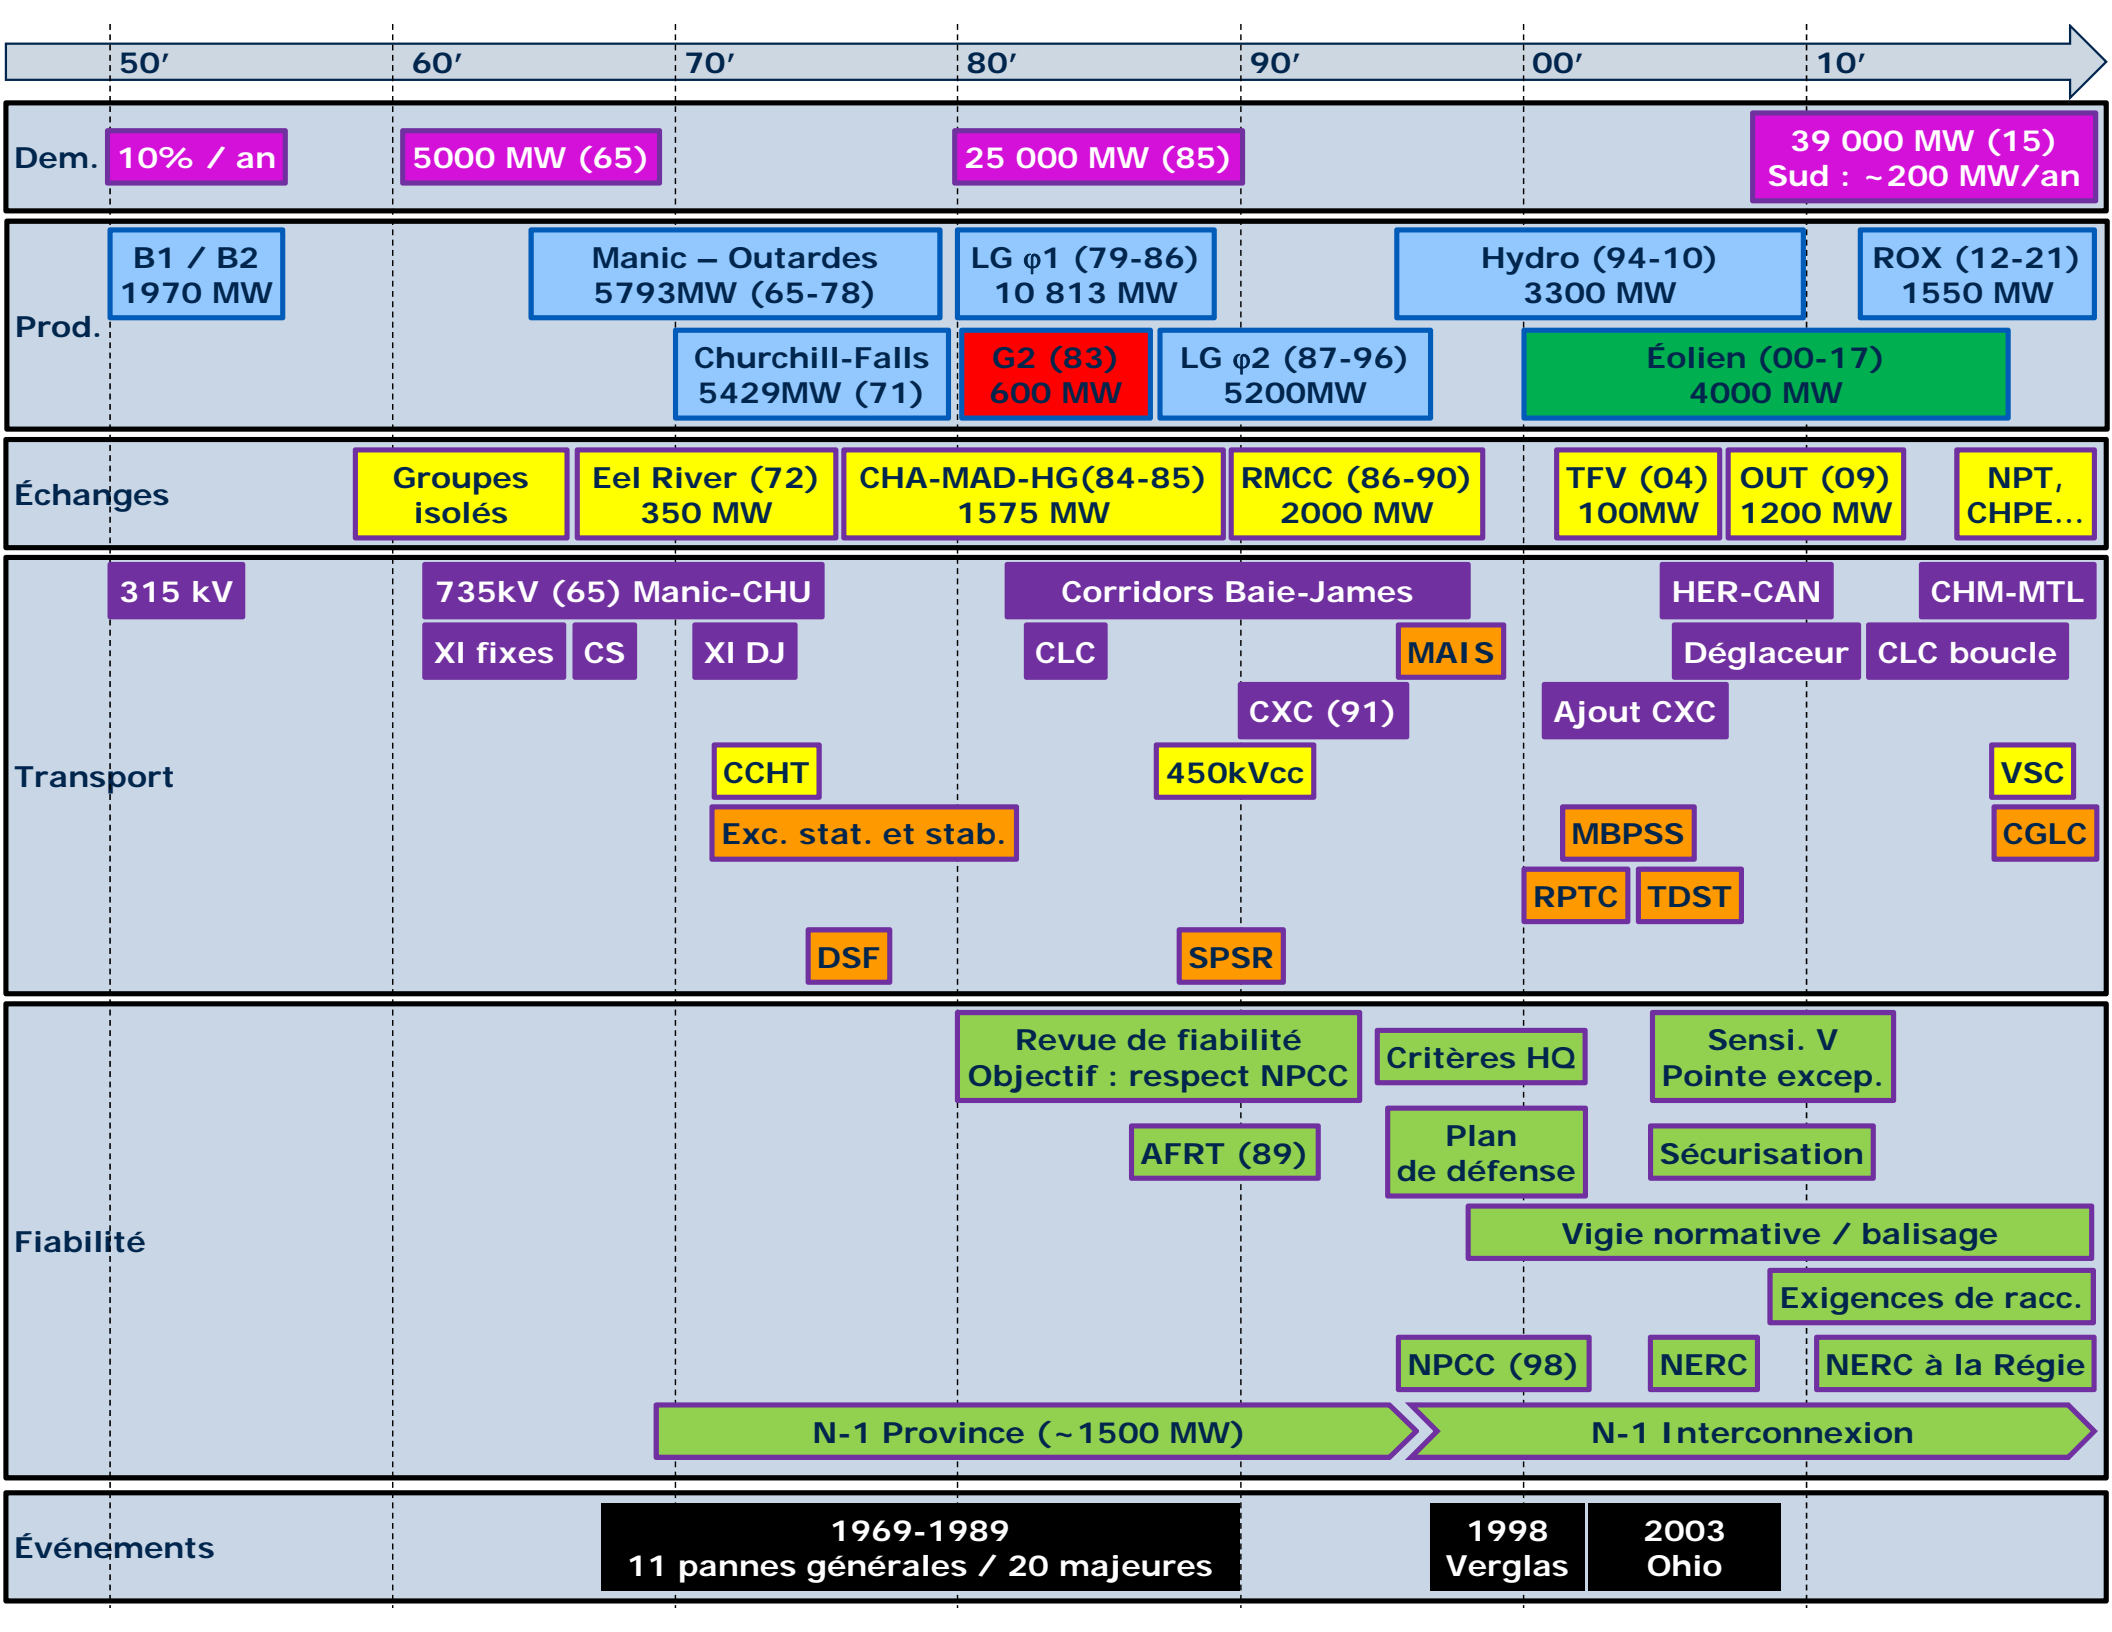 50’ 60’ 70’ 80’ 90’ 00’ 10’
Dem.
10% / an
5000 MW (65)
25 000 MW (85)
39 000 MW (15)
Sud : ~200 MW/an
Prod.
B1 / B2
1970 MW
Manic – Outardes
5793MW (65-78)
LG φ1 (79-86)
10 813 MW
Hydro (94-10)
3300 MW
ROX (12-21)
1550 MW
Churchill-Falls
5429MW (71)
G2 (83)
600 MW
LG φ2 (87-96)
5200MW
Éolien (00-17)
4000 MW
Échanges
Groupes
isolés
Eel River (72)
350 MW
CHA-MAD-HG(84-85)
1575 MW
RMCC (86-90)
2000 MW
TFV (04)
100MW
OUT (09)
1200 MW
NPT,
CHPE...
Transport
315 kV
735kV (65) Manic-CHU
Corridors Baie-James
HER-CAN
CHM-MTL
XI fixes
CS
XI DJ
CLC
MAIS
Déglaceur
CLC boucle
CXC (91)
Ajout CXC
CCHT
450kVcc
VSC
Exc. stat. et stab.
MBPSS
CGLC
RPTC
TDST
DSF
SPSR
Fiabilité
Revue de fiabilité
Objectif : respect NPCC
Critères HQ
Sensi. V
Pointe excep.
AFRT (89)
Plan
de défense
Sécurisation
Vigie normative / balisage
Exigences de racc.
NPCC (98)
NERC
NERC à la Régie
N-1 Province (~1500 MW)
N-1 Interconnexion
Événements
1969-1989
11 pannes générales / 20 majeures
1998
Verglas
2003
Ohio